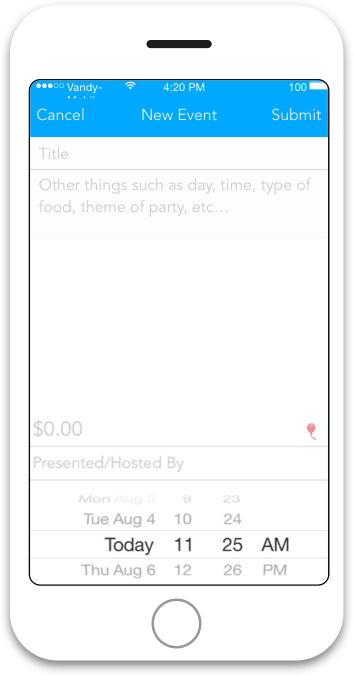 Vandy- 4:20 PM 100
Mobile
Cancel New Event Submit
Title
Other things such as day, time, type of
food, theme of party, etc...
$0.00
Presented/Hosted By
Mon Aug 3 9 23
Tue Aug 4 10 24
Today 11 25 AM
Thu Aug 6 12 26 PM